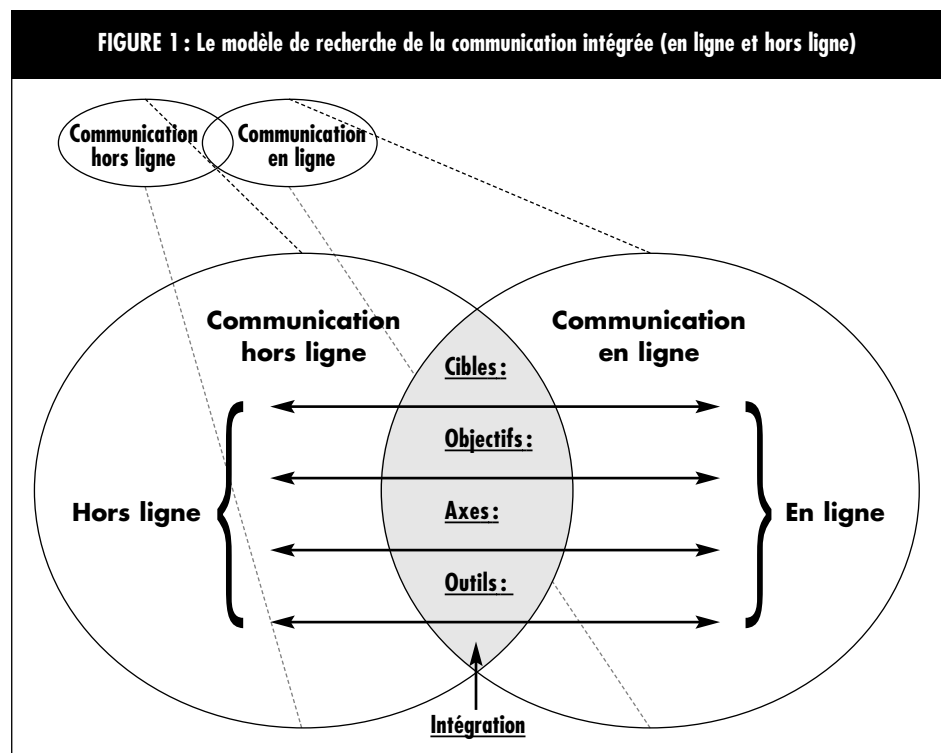 FIGURE 1 : Le modèle de recherche de la communication intégrée (en ligne et hors ligne)
Communication
hors ligne
Communication
en ligne
Communication
hors ligne
Communication
en ligne
Cibles :
Objectifs :
Hors ligne
Axes :
En ligne
Outils :
Intégration